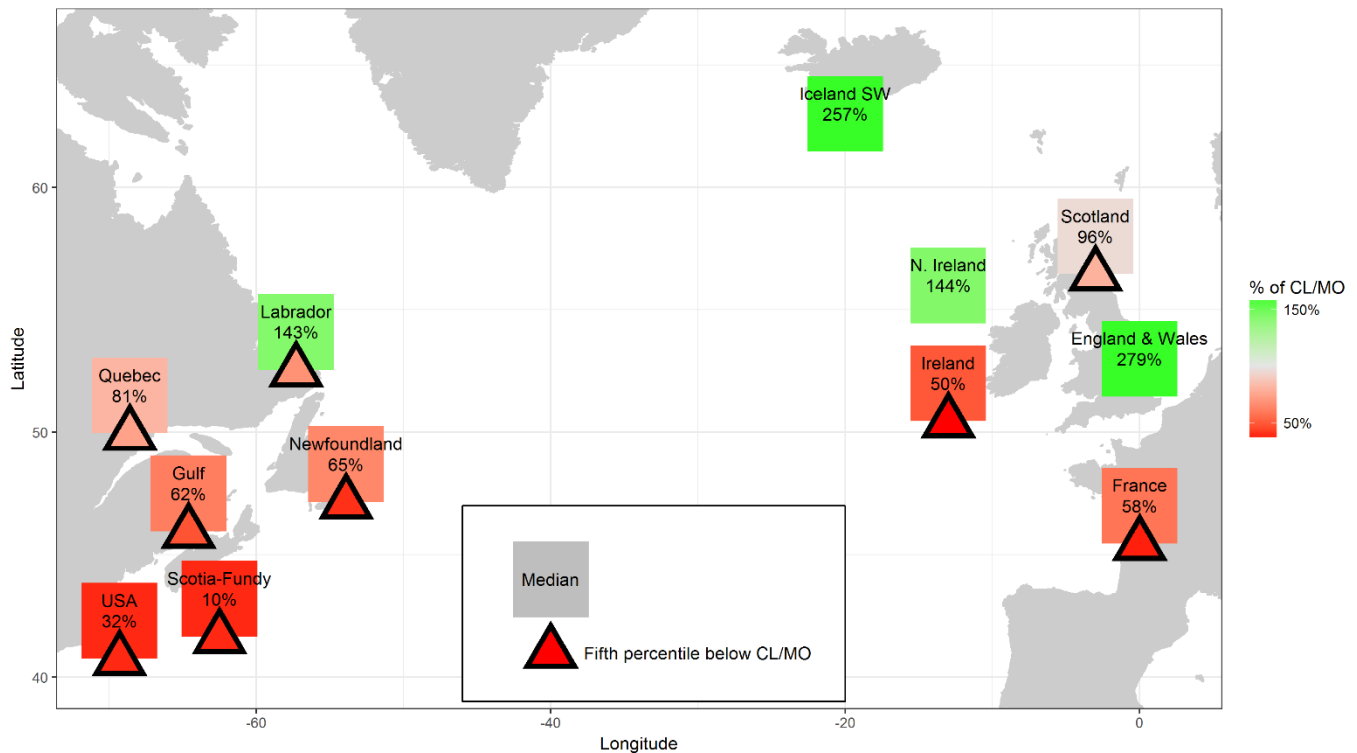 Iceland SW
257%
60
Scotland
96%
N. Ireland
144%
% of CL/MO
150%
50%
Labrador
143%
England & Wales
279%
Ireland
50%
Quebec
81%
Latitude
50
Newfoundland
65%
Gulf
62%
France
58%
Median
Scotia-Fundy
10%
USA
32%
Fifth percentile below CL/MO
40
-60
-40
-20
0
Longitude